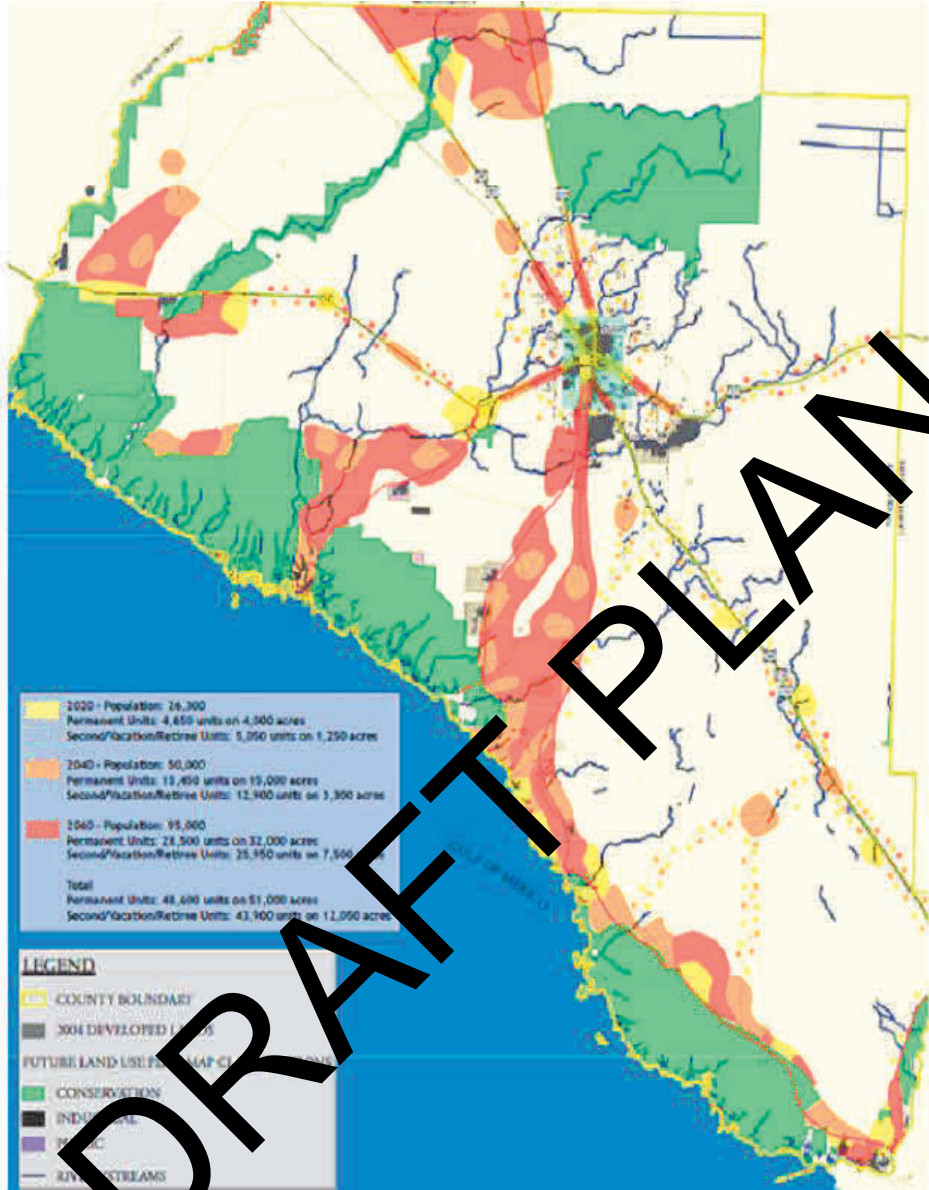 2020 - Population: 26,300
Permanent Units: 4,650 units on 4,000 acres
Second/Vacation/Retiree Units: 5,050 units on 1,250 acres
2040 - Population: 50,000
Permanent Units: 15,450 units on 15,000 acres
Second/Vacation/Retiree Units: 12,900 units on 3,300 acres
2060 - Population: 95,000
Permanent Units: 28,500 units on 32,000 acres
Second/Vacation/Retiree Units: 25,950 units on 7,500
Total
Permanent Units: 48,600 units on 51,000 acres
Second/Vacation/Retiree Units: 43,900 units on 12,050 acres
GULF OF MEXICO
LEGEND
COUNTY BOUNDARY
2004 DEVELOPED
FUTURE LAND USE MAP
CONSERVATION
STREAMS
DRAFT PLAN